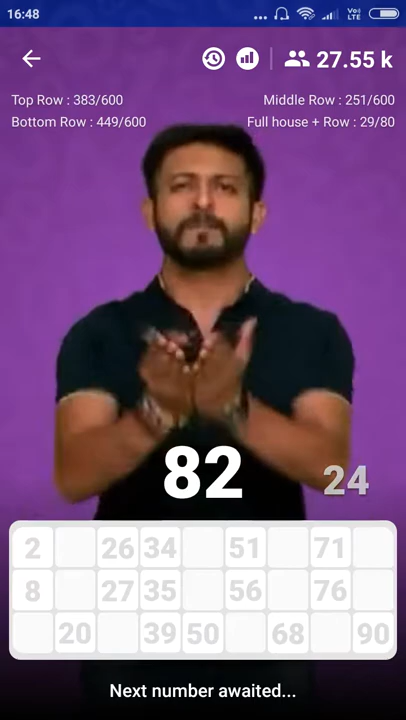 16:48 ... Vo) LTE
27.55 k
Top Row : 383/600 Middle Row : 251/600
Bottom Row : 449/600 Full house + Row : 29/80
82 24
2 26 34 51 71
8 27 35 56 76
20 39 50 68 90
Next number awaited...